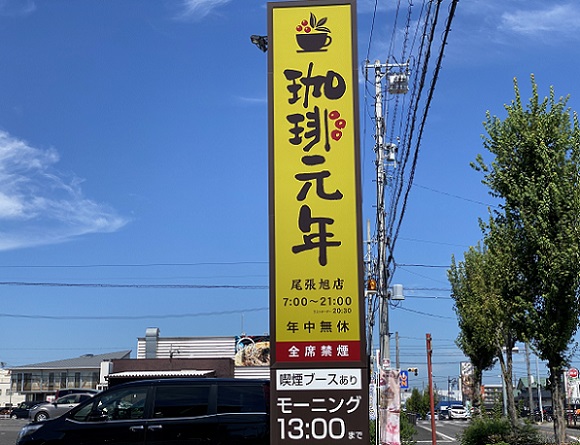 珈琲元年
尾張旭店
7:00〜21:00
20:30
年中無休
全席禁煙
喫煙ブースあり
モーニング
13:00まで